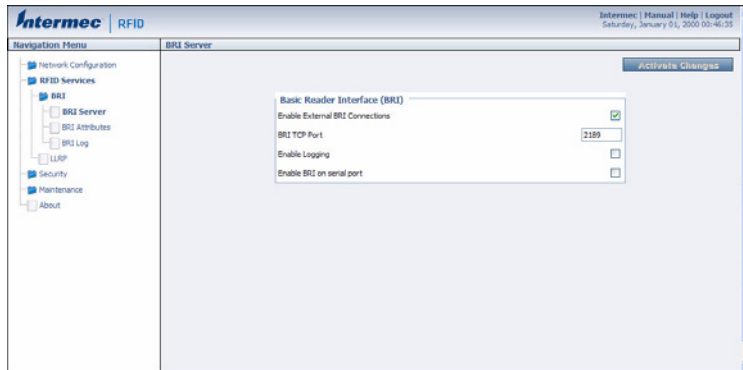 Intermec | RFID
Intermec | Manual | Help | Logout
Saturday, January 01, 2000 00:46:35
Navigation Menu
BRI Server
Network Configuration
RFID Services
BRI
BRI Server
BRI Attributes
BRI Log
LLRP
Security
Maintenance
About
Activate Changes
Basic Reader Interface (BRI)
Enable External BRI Connections
BRI TCP Port 2189
Enable Logging
Enable BRI on serial port